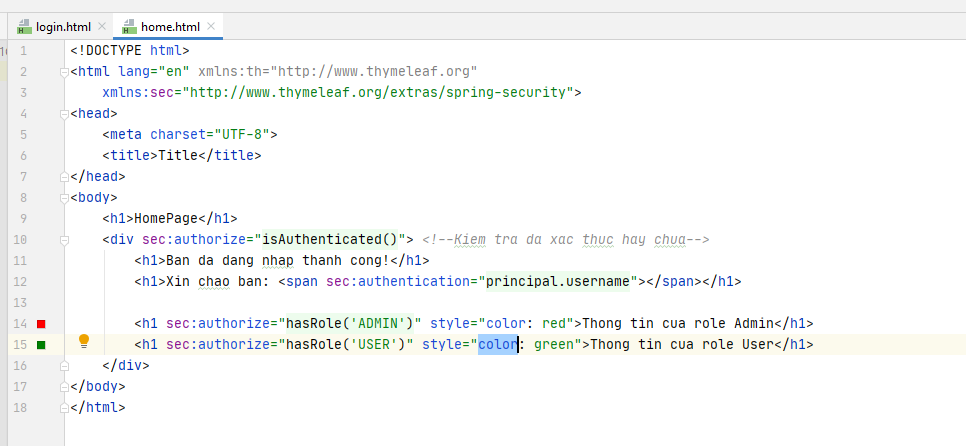 login.html home.html
1 <!DOCTYPE html>
2 <html lang="en" xmlns:th="http://www.thymeleaf.org"
3 xmlns:sec="http://www.thymeleaf.org/extras/spring-security">
4 <head>
5 <meta charset="UTF-8">
6 <title>Title</title>
7 </head>
8 <body>
9 <h1>HomePage</h1>
10 <div sec:authorize="isAuthenticated()"> <!--Kiem tra da xac thuc hay chua-->
11 <h1>Ban da dang nhap thanh cong!</h1>
12 <h1>Xin chao ban: <span sec:authentication="principal.username"></span></h1>
13
14 <h1 sec:authorize="hasRole('ADMIN')" style="color: red">Thong tin cua role Admin</h1>
15 <h1 sec:authorize="hasRole('USER')" style="color: green">Thong tin cua role User</h1>
16 </div>
17 </body>
18 </html>